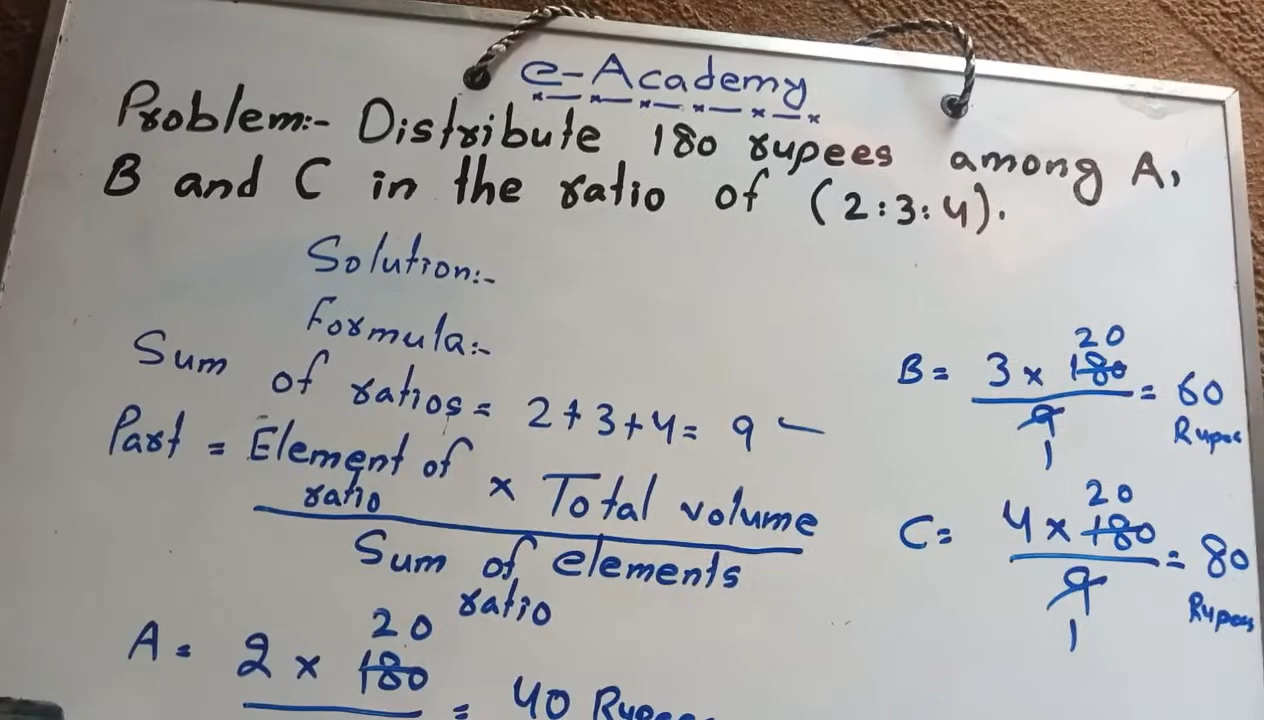 e-Academy
Problem:- Distribute 180 rupees among A,
B and C in the ratio of (2:3:4).
Solution:-
Formula:-
Sum of ratios = 2+3+4= 9
Part = Element of ratio × Total volume
Sum of elements ratio
A = 2 × 180 20
= 40 Rupees
B = 3 × 180 20 = 60 Rupees
9 1
C = 4 × 180 20 = 80 Rupees
9 1